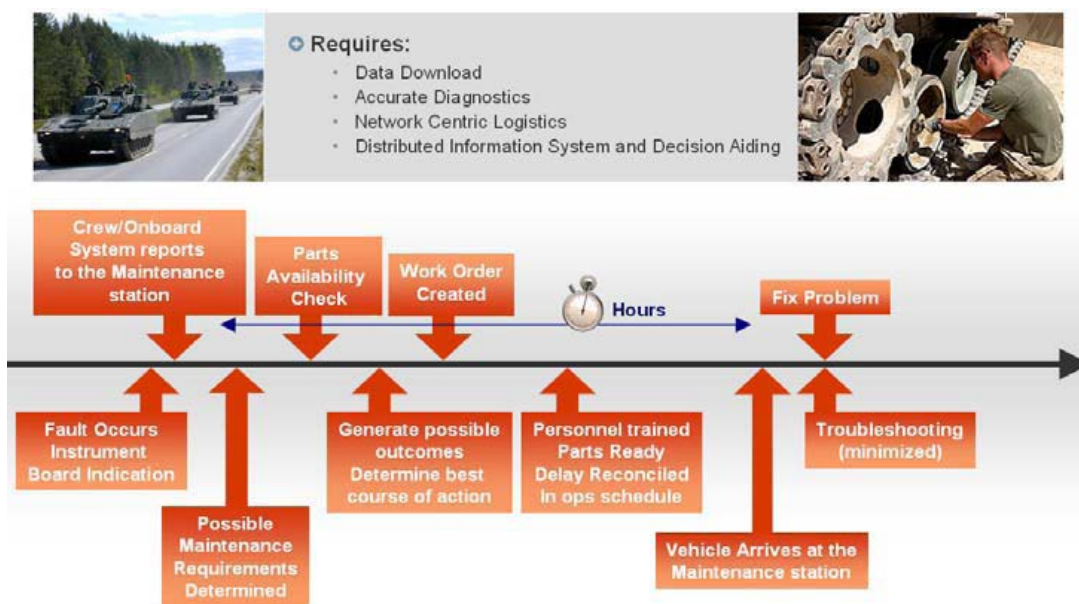 Requires:
Data Download
Accurate Diagnostics
Network Centric Logistics
Distributed Information System and Decision Aiding
Crew/Onboard
System reports
to the Maintenance
station
Parts
Availability
Check
Work Order
Created
Hours
Fix Problem
Fault Occurs
Instrument
Board Indication
Possible
Maintenance
Requirements
Determined
Generate possible
outcomes
Determine best
course of action
Personnel trained
Parts Ready
Delay Reconciled
In ops schedule
Vehicle Arrives at the
Maintenance station
Troubleshooting
(minimized)